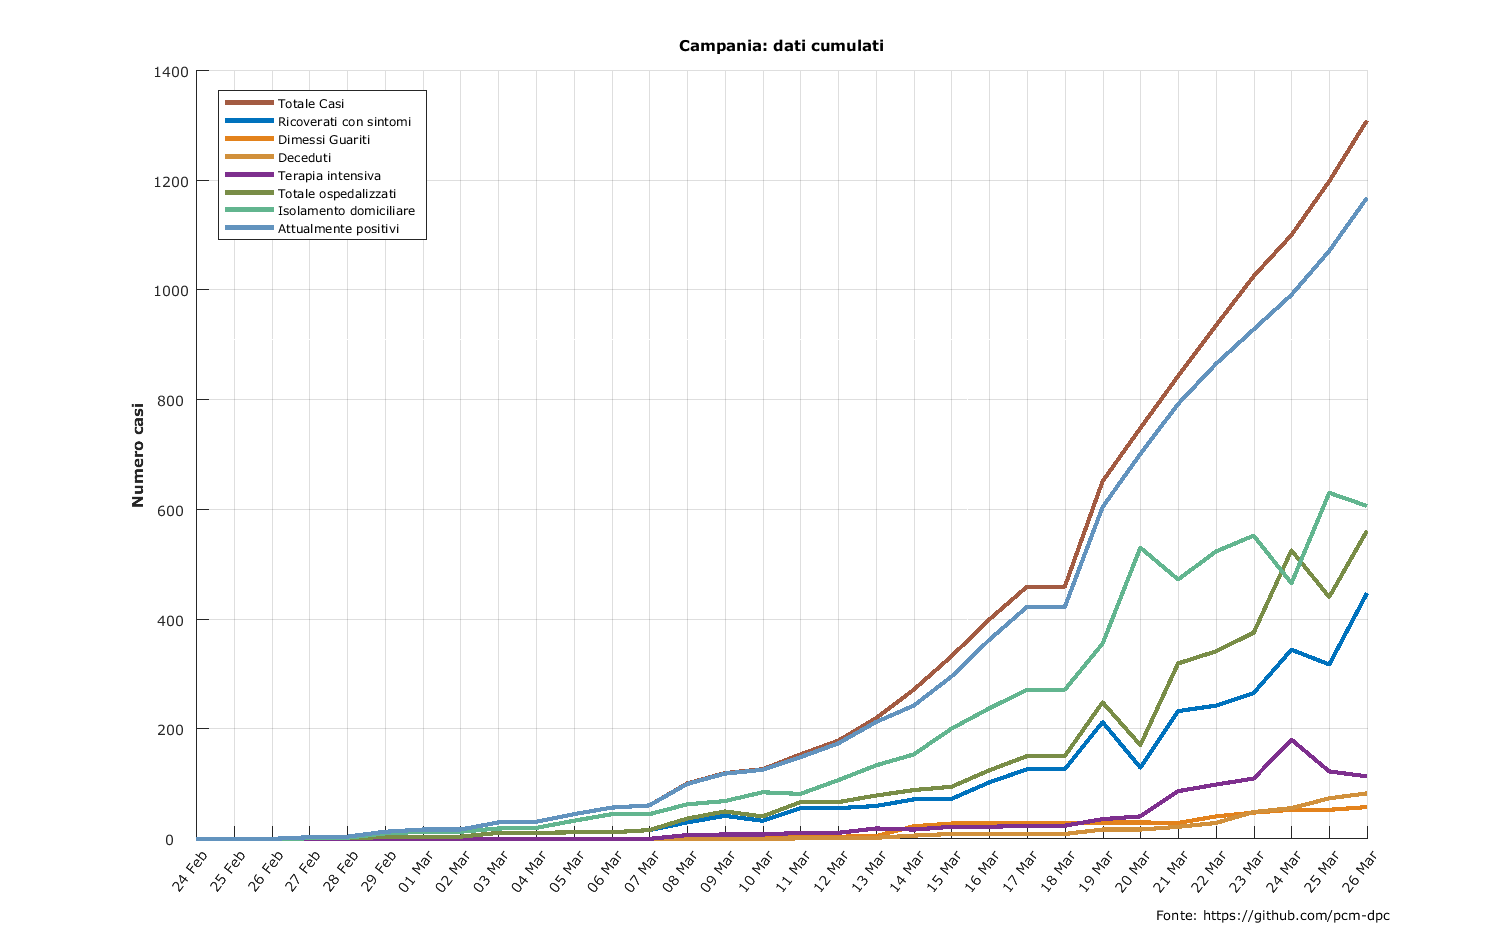 Campania: dati cumulati
1400
1200
1000
800
600
400
200
0
Numero casi
Totale Casi
Ricoverati con sintomi
Dimessi Guariti
Deceduti
Terapia intensiva
Totale ospedalizzati
Isolamento domiciliare
Attualmente positivi
24 Feb
25 Feb
26 Feb
27 Feb
28 Feb
29 Feb
01 Mar
02 Mar
03 Mar
04 Mar
05 Mar
06 Mar
07 Mar
08 Mar
09 Mar
10 Mar
11 Mar
12 Mar
13 Mar
14 Mar
15 Mar
16 Mar
17 Mar
18 Mar
19 Mar
20 Mar
21 Mar
22 Mar
23 Mar
24 Mar
25 Mar
26 Mar
Fonte: https://github.com/pcm-dpc